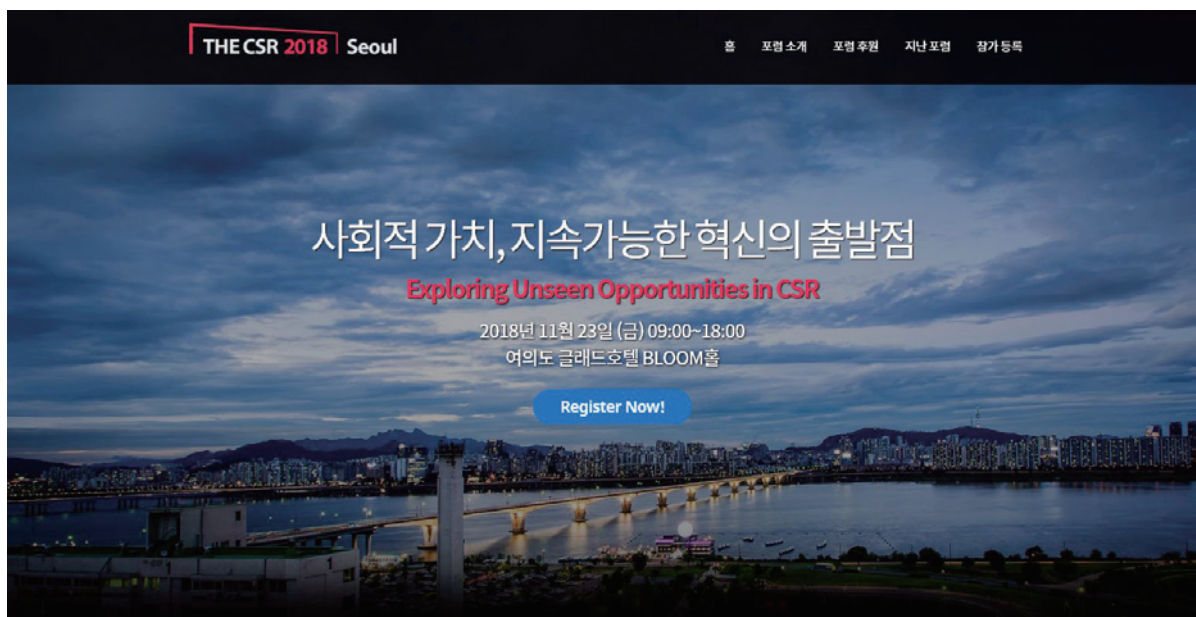 THE CSR 2018 Seoul
홈 포럼 소개 포럼 후원 지난 포럼 참가 등록
사회적 가치, 지속가능한 혁신의 출발점
Exploring Unseen Opportunities in CSR
2018년 11월 23일 (금) 09:00~18:00
여의도 글래드호텔 BLOOM홀
Register Now!